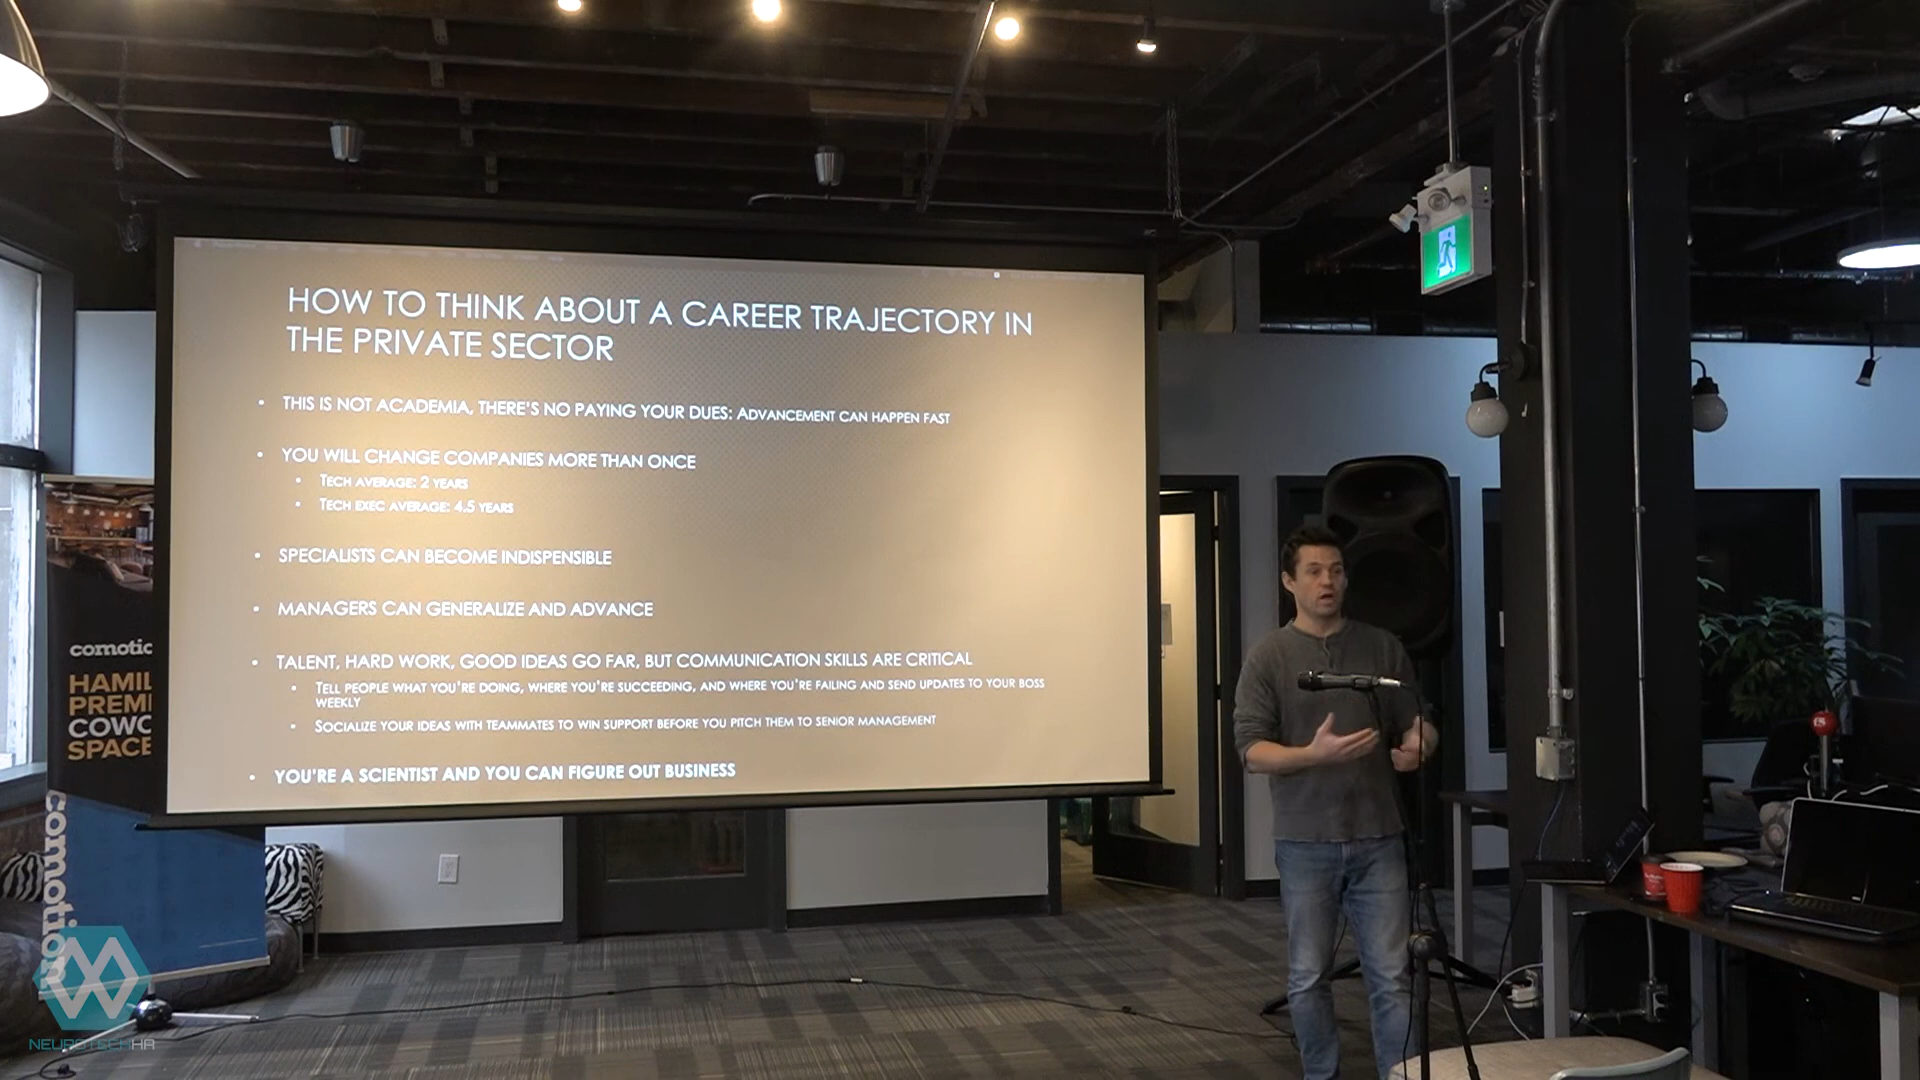 HOW TO THINK ABOUT A CAREER TRAJECTORY IN
THE PRIVATE SECTOR
• THIS IS NOT ACADEMIA, THERE'S NO PAYING YOUR DUES: ADVANCEMENT CAN HAPPEN FAST
• YOU WILL CHANGE COMPANIES MORE THAN ONCE
• TECH AVERAGE: 2 YEARS
• TECH EXEC AVERAGE: 4.5 YEARS
• SPECIALISTS CAN BECOME INDISPENSIBLE
• MANAGERS CAN GENERALIZE AND ADVANCE
• TALENT, HARD WORK, GOOD IDEAS GO FAR, BUT COMMUNICATION SKILLS ARE CRITICAL
• TELL PEOPLE WHAT YOU'RE DOING, WHERE YOU'RE SUCCEEDING, AND WHERE YOU'RE FAILING AND SEND UPDATES TO YOUR BOSS
WEEKLY
• SOCIALIZE YOUR IDEAS WITH TEAMMATES TO WIN SUPPORT BEFORE YOU PITCH THEM TO SENIOR MANAGEMENT
• YOU'RE A SCIENTIST AND YOU CAN FIGURE OUT BUSINESS
comotio
HAMIL
PREMI
COWO
SPACE
comotion
NEUROTECHHA